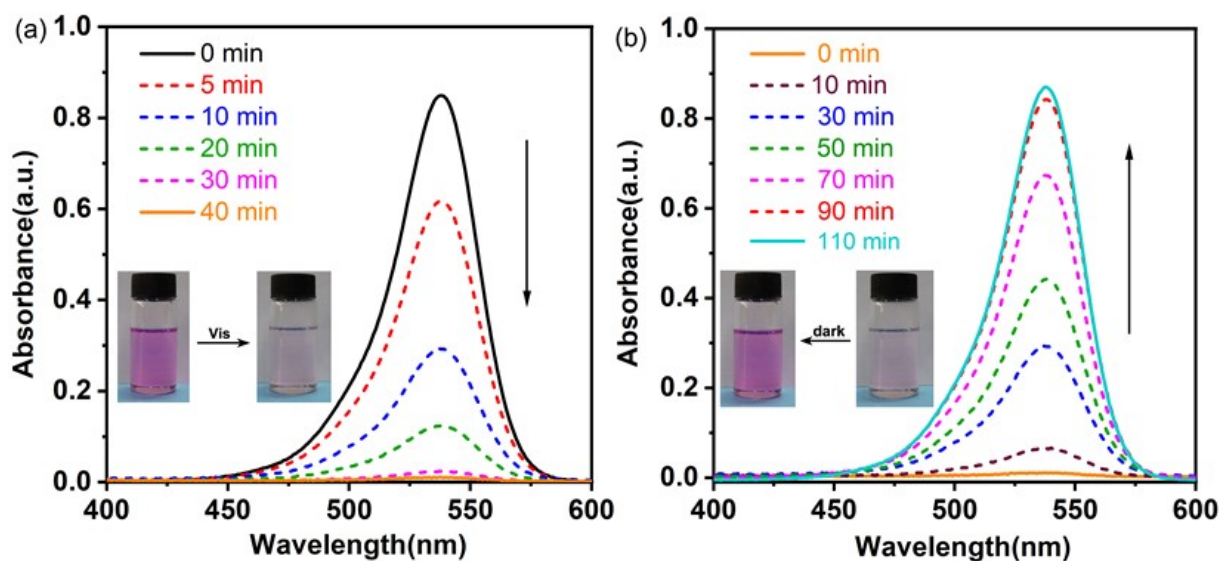 (a)
1.0
0.8
0.6
0.4
0.2
0.0
Absorbance(a.u.)
0 min
5 min
10 min
20 min
30 min
40 min
Vis
400
450
500
550
600
Wavelength(nm)
(b)
1.0
0.8
0.6
0.4
0.2
0.0
Absorbance(a.u.)
0 min
10 min
30 min
50 min
70 min
90 min
110 min
dark
400
450
500
550
600
Wavelength(nm)